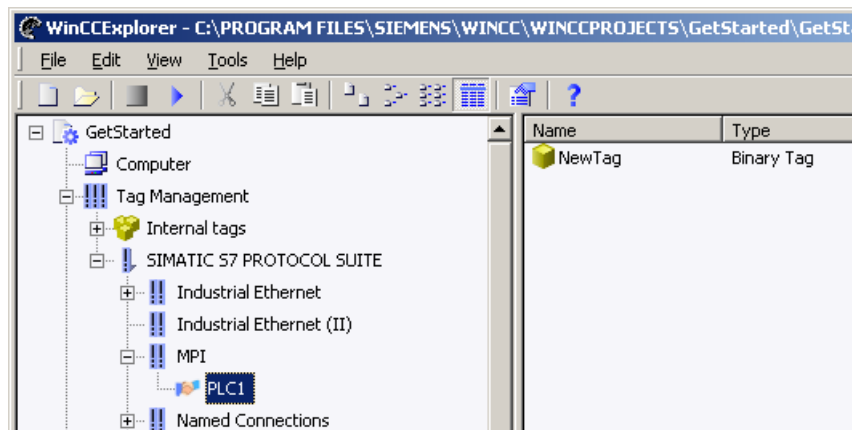 WinCCExplorer - C:\PROGRAM FILES\SIEMENS\WINCC\WINCCPROJECTS\GetStarted\GetSt
File Edit View Tools Help
GetStarted
Computer
Tag Management
Internal tags
SIMATIC S7 PROTOCOL SUITE
Industrial Ethernet
Industrial Ethernet (II)
MPI
PLC1
Named Connections
Name Type
NewTag Binary Tag